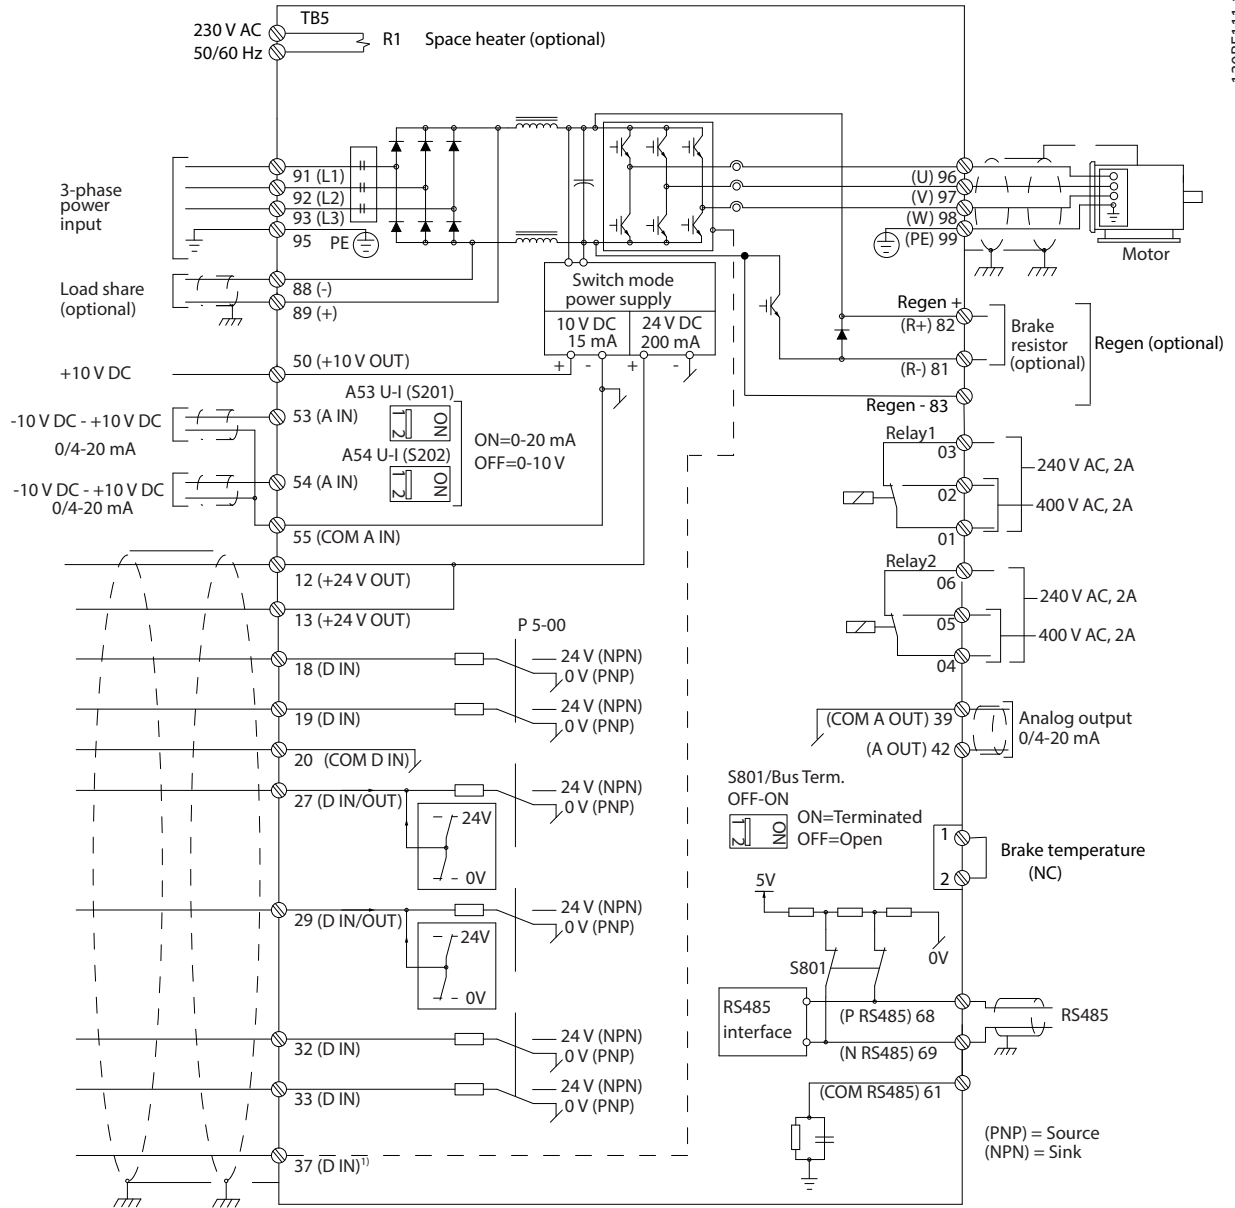 TB5
230 V AC
50/60 Hz
R1
Space heater (optional)
3-phase
power
input
91 (L1)
92 (L2)
93 (L3)
95
PE
(U) 96
(V) 97
(W) 98
(PE) 99
Motor
Load share
(optional)
88 (-)
89 (+)
Switch mode
power supply
10 V DC
15 mA
24 V DC
200 mA
+
-
+
-
Regen +
(R+) 82
Brake
resistor
(optional)
Regen (optional)
(R-) 81
Regen - 83
+10 V DC
50 (+10 V OUT)
A53 U-I (S201)
1 2
ON
-10 V DC - +10 V DC
0/4-20 mA
53 (A IN)
A54 U-I (S202)
1 2
ON
ON=0-20 mA
OFF=0-10 V
-10 V DC - +10 V DC
0/4-20 mA
54 (A IN)
55 (COM A IN)
Relay1
03
02
01
240 V AC, 2A
400 V AC, 2A
12 (+24 V OUT)
13 (+24 V OUT)
Relay2
06
05
04
240 V AC, 2A
400 V AC, 2A
P 5-00
18 (D IN)
24 V (NPN)
0 V (PNP)
19 (D IN)
24 V (NPN)
0 V (PNP)
20 (COM D IN)
27 (D IN/OUT)
24 V (NPN)
0 V (PNP)
24V
0V
29 (D IN/OUT)
24 V (NPN)
0 V (PNP)
24V
0V
32 (D IN)
24 V (NPN)
0 V (PNP)
33 (D IN)
24 V (NPN)
0 V (PNP)
37 (D IN)1)
(COM A OUT) 39
(A OUT) 42
Analog output
0/4-20 mA
S801/Bus Term.
OFF-ON
1 2
ON
ON=Terminated
OFF=Open
1
2
Brake temperature
(NC)
5V
0V
S801
RS485
interface
(P RS485) 68
RS485
(N RS485) 69
(COM RS485) 61
(PNP) = Source
(NPN) = Sink